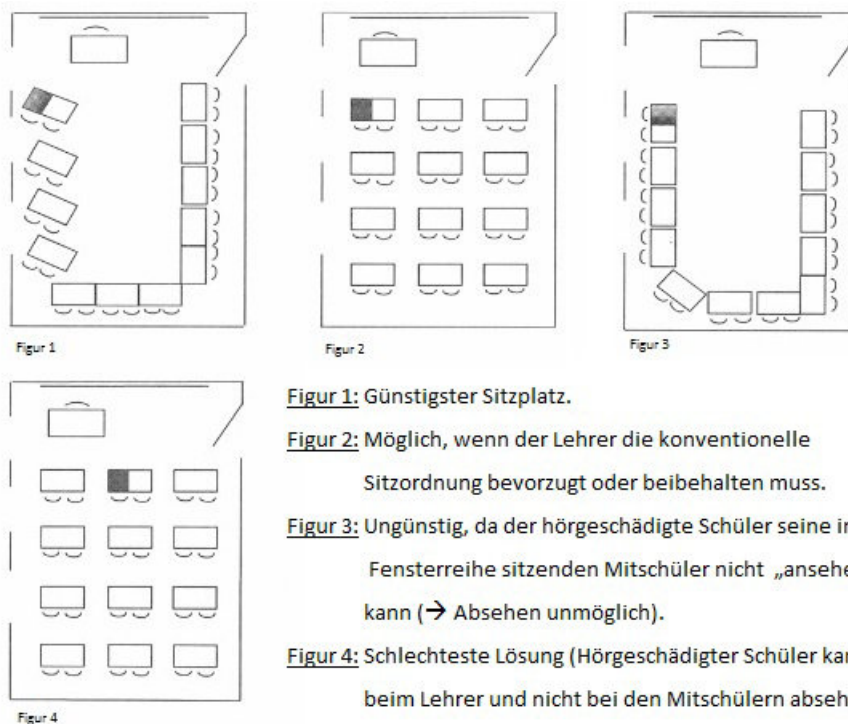 Figur 1
Figur 2
Figur 3
Figur 4
Figur 1: Günstigster Sitzplatz.
Figur 2: Möglich, wenn der Lehrer die konventionelle
Sitzordnung bevorzugt oder beibehalten muss.
Figur 3: Ungünstig, da der hörgeschädigte Schüler seine in
Fensterreihe sitzenden Mitschüler nicht „ansehe
kann (→ Absehen unmöglich).
Figur 4: Schlechteste Lösung (Hörgeschädigter Schüler kan
beim Lehrer und nicht bei den Mitschülern abseh